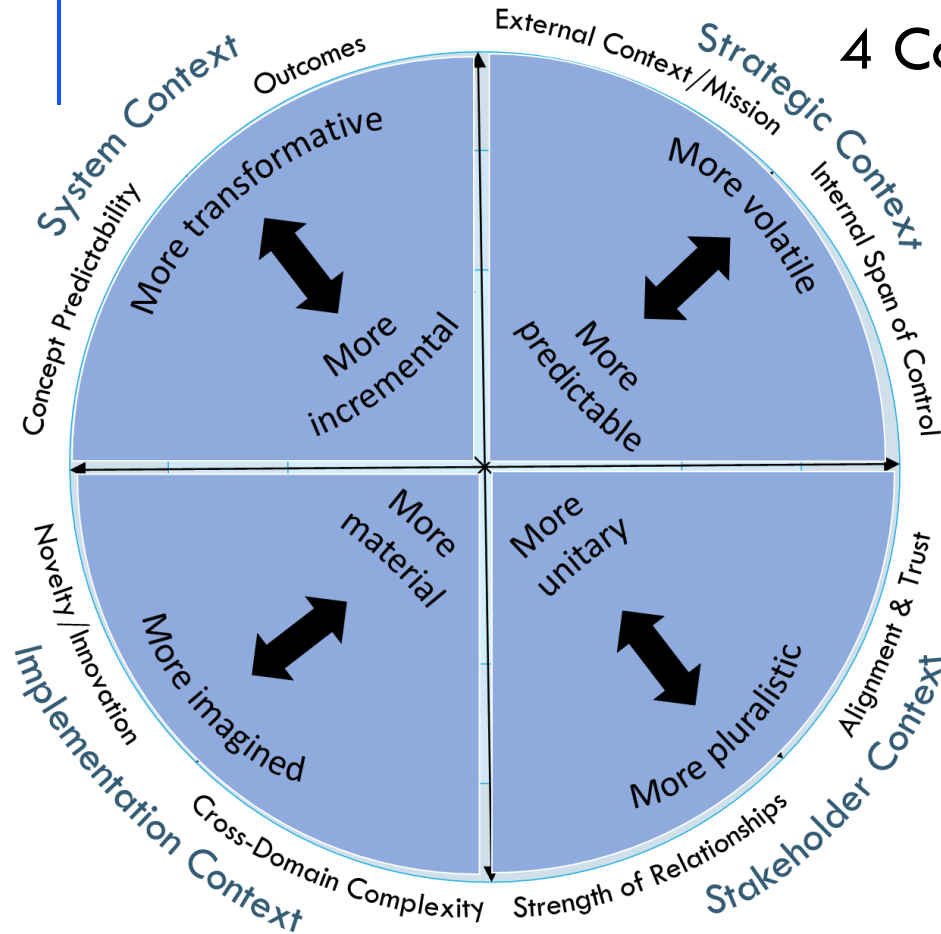 4 Co
System Context
Outcomes
Concept Predictability
More transformative
More
incremental
External Context/Mission
Strategic Context
Internal Span of Control
More volatile
More
predictable
More
material
More imagined
Novelty/Innovation
Implementation Context
Cross-Domain Complexity
More
unitary
More pluralistic
Alignment & Trust
Stakeholder Context
Strength of Relationships